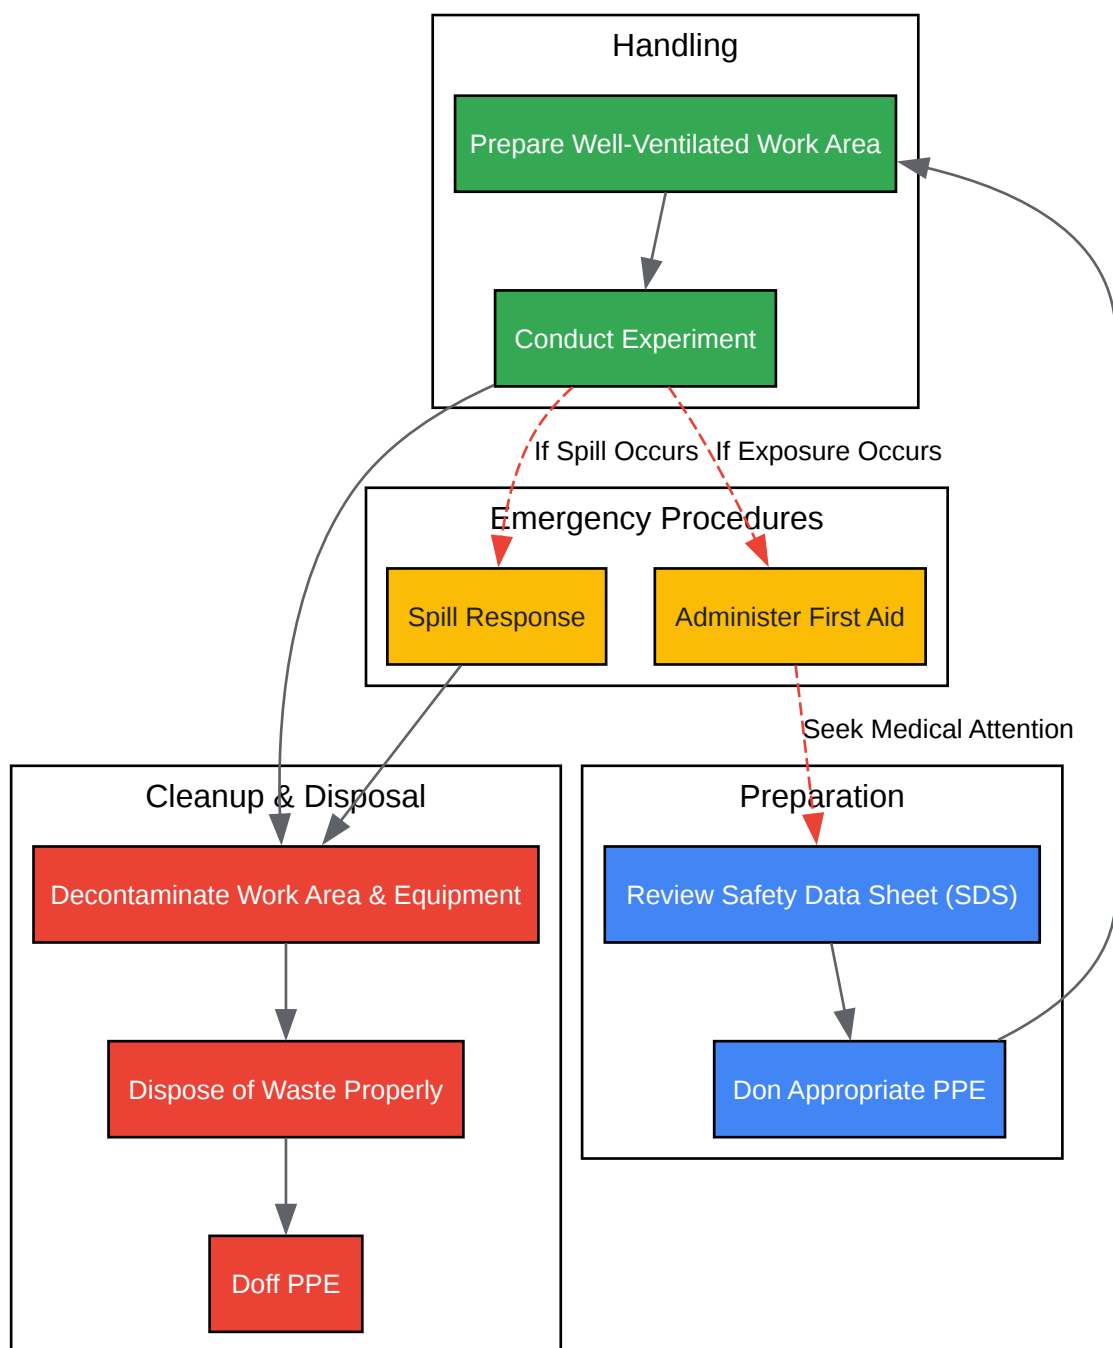 Handling
Prepare Well-Ventilated Work Area
Conduct Experiment
If Spill Occurs
If Exposure Occurs
Emergency Procedures
Spill Response
Administer First Aid
Seek Medical Attention
Cleanup & Disposal
Preparation
Decontaminate Work Area & Equipment
Review Safety Data Sheet (SDS)
Dispose of Waste Properly
Don Appropriate PPE
Doff PPE